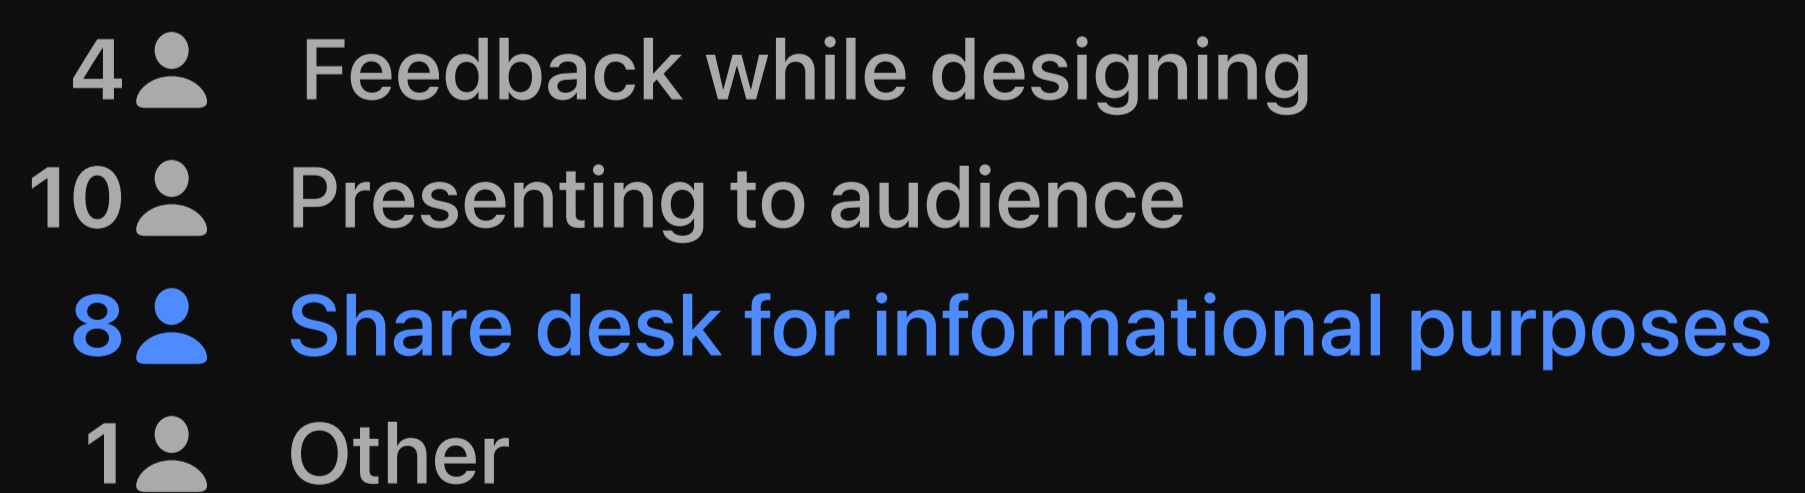 4 Feedback while designing
10 Presenting to audience
8 Share desk for informational purposes
1 Other